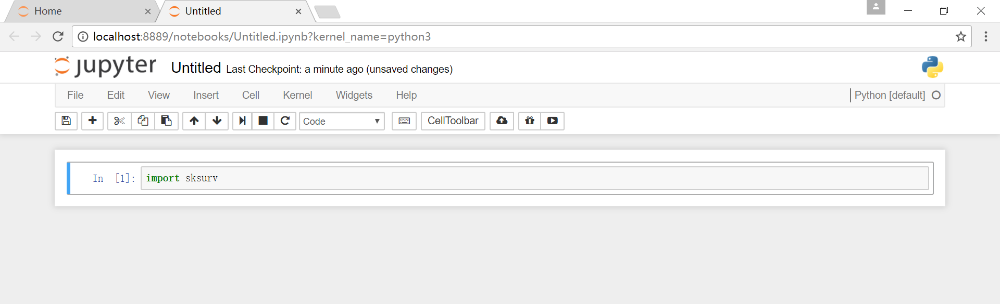 Home
Untitled
localhost:8889/notebooks/Untitled.ipynb?kernel_name=python3
jupyter Untitled Last Checkpoint: a minute ago (unsaved changes)
File Edit View Insert Cell Kernel Widgets Help Python [default]
Code CellToolbar
In [1]: import sksurv